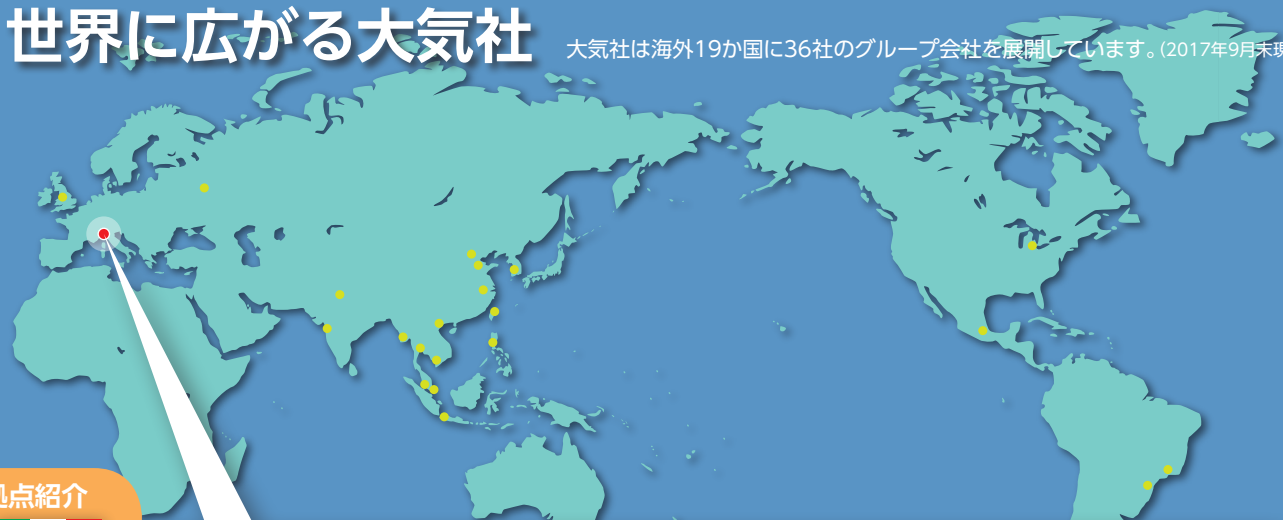 世界に広がる大気社
大気社は海外19か国に36社のグループ会社を展開しています。(2017年9月末現
点紹介